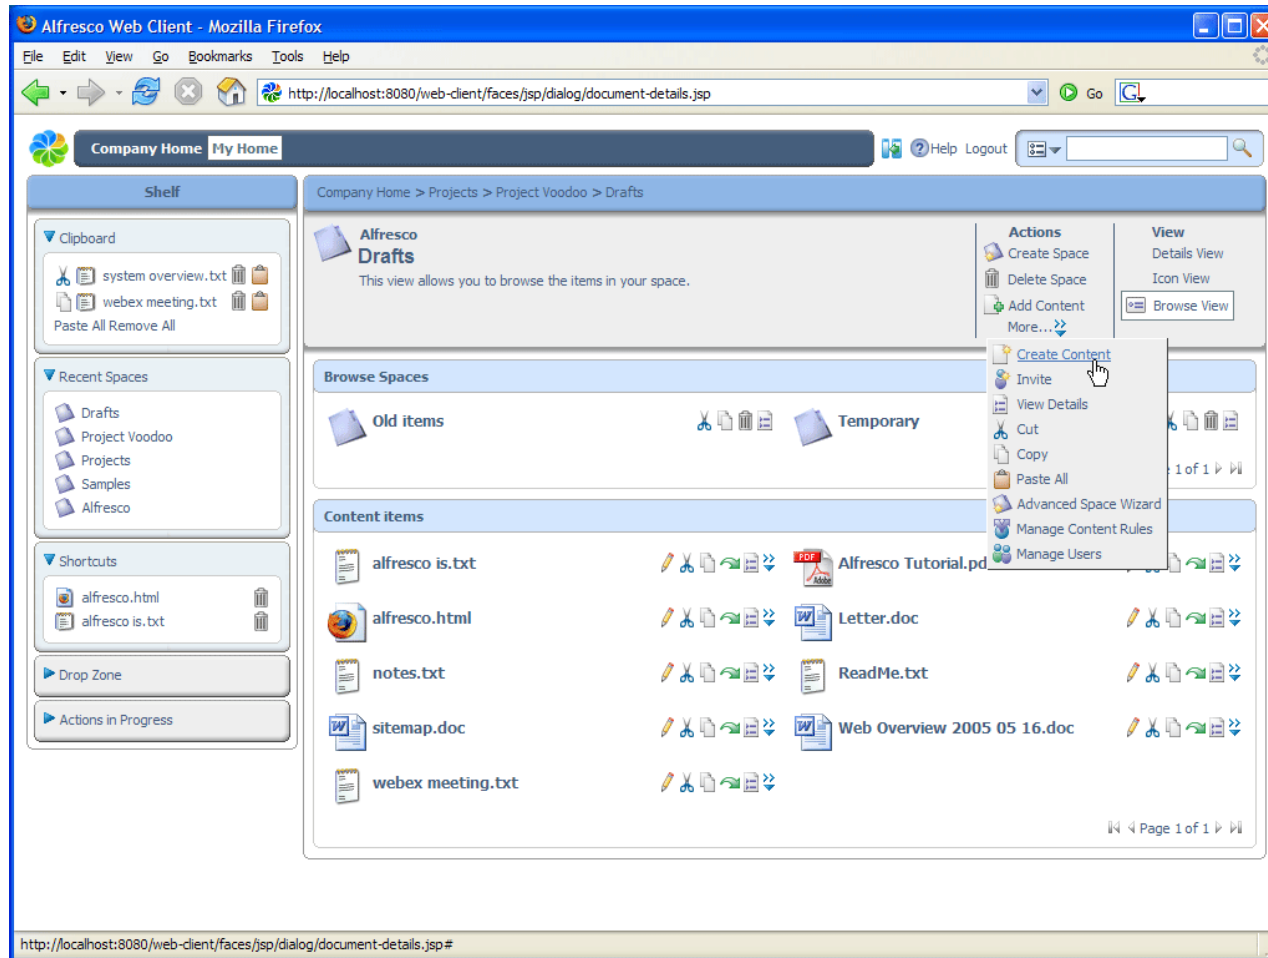 Alfresco Web Client - Mozilla Firefox
File Edit View Go Bookmarks Tools Help
http://localhost:8080/web-client/faces/jsp/dialog/document-details.jsp Go G
Company Home My Home Help Logout
Shelf
Company Home > Projects > Project Voodoo > Drafts
Clipboard
system overview.txt
webex meeting.txt
Paste All Remove All
Recent Spaces
Drafts
Project Voodoo
Projects
Samples
Alfresco
Shortcuts
alfresco.html
alfresco is.txt
Drop Zone
Actions in Progress
Alfresco
Drafts
This view allows you to browse the items in your space.
Actions
Create Space
Delete Space
Add Content
More...
View
Details View
Icon View
Browse View
Create Content
Invite
View Details
Cut
Copy
Paste All
Advanced Space Wizard
Manage Content Rules
Manage Users
Browse Spaces
Old items
Temporary
1 of 1
Content items
alfresco is.txt
PDF
Adobe
Alfresco Tutorial.pd
alfresco.html
W Letter.doc
notes.txt
ReadMe.txt
W sitemap.doc
W Web Overview 2005 05 16.doc
webex meeting.txt
Page 1 of 1
http://localhost:8080/web-client/faces/jsp/dialog/document-details.jsp#